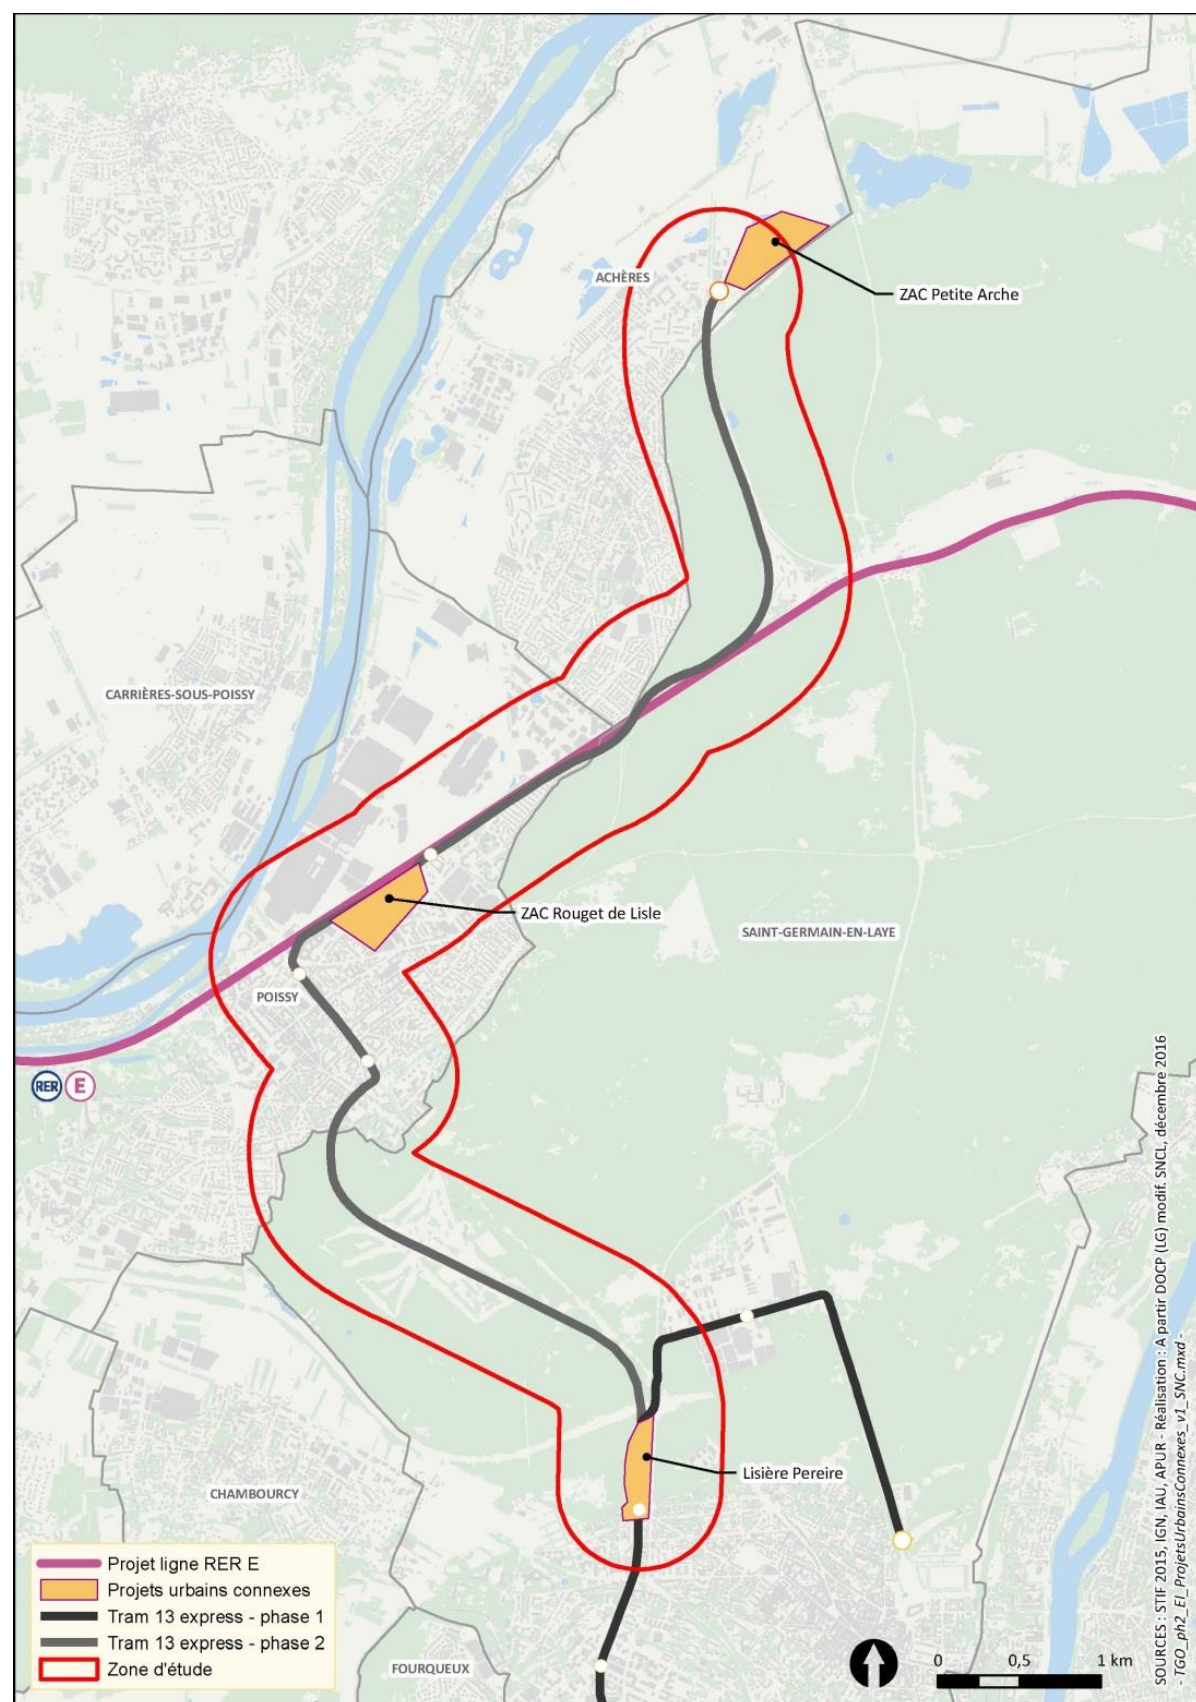 ACHÈRES
ZAC Petite Arche
CARRIÈRES-SOUS-POISSY
ZAC Rouget de Lisle
SAINT-GERMAIN-EN-LAYE
POISSY
RER E
Lisière Pereire
CHAMBOURCY
FOURQUEUX
Projet ligne RER E
Projets urbains connexes
Tram 13 express - phase 1
Tram 13 express - phase 2
Zone d'étude
0 0,5 1 km
SOURCES : STIF 2015, IGN, IAU, APUR - Réalisation : A partir DOCP (LG) modif. SNCL, décembre 2016
- TGO_ph2_EI_ProjetsUrbainsConnexes_v1_SNC.mxd -